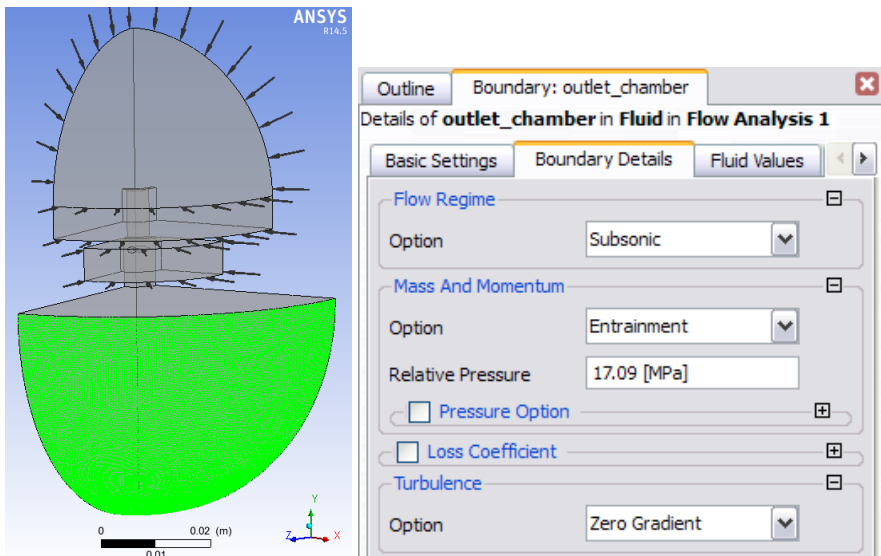 ANSYS
R14.5
0
0.02 (m)
0.01
Y
Z
X
Outline
Boundary: outlet_chamber
Details of outlet_chamber in Fluid in Flow Analysis 1
Basic Settings
Boundary Details
Fluid Values
Flow Regime
Option
Subsonic
Mass And Momentum
Option
Entrainment
Relative Pressure
17.09 [MPa]
Pressure Option
Loss Coefficient
Turbulence
Option
Zero Gradient